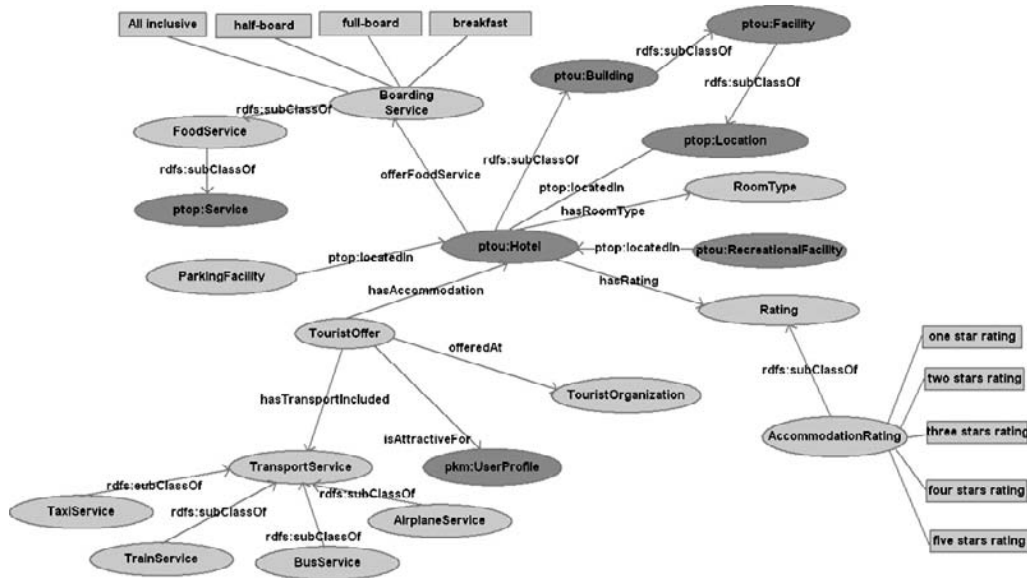 All inclusive
half-board
full-board
breakfast
ptou:Facility
rdfs:subClassOf
ptou:Building
rdfs:subClassOf
Boarding
Service
rdfs:subClassOf
FoodService
ptop:Location
rdfs:subClassOf
rdfs:subClassOf
offerFoodService
ptop:locatedIn
RoomType
ptop:Service
hasRoomType
ptou:Hotel
ptop:locatedIn
ptou:RecreationalFacility
ptop:locatedIn
ParkingFacility
hasRating
hasAccommodation
Rating
TouristOffer
offeredAt
one star rating
rdfs:subClassOf
two stars rating
TouristOrganization
hasTransportIncluded
three stars rating
AccommodationRating
isAttractiveFor
TransportService
pkm:UserProfile
rdfs:subClassOf
rdfs:subClassOf
four stars rating
TaxiService
rdfs:subClassOf
AirplaneService
rdfs:subClassOf
five stars rating
TrainService
BusService